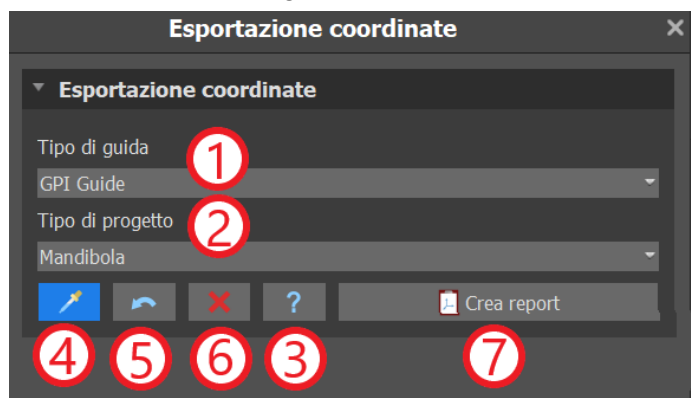 Esportazione coordinate
Esportazione coordinate
Tipo di guida
1
GPI Guide
Tipo di progetto
2
Mandibola
? Crea report
4 5 6 3 7